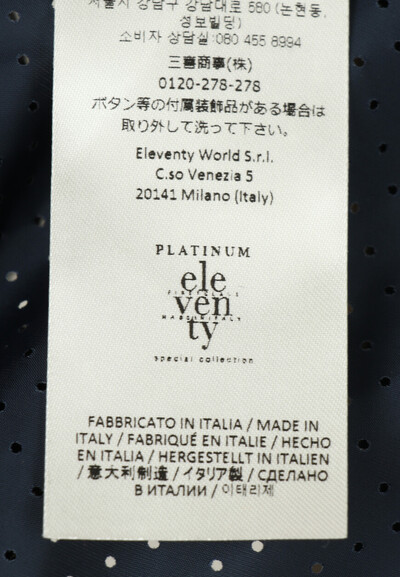 서울시 강남구 강남대로 580 (논현동,
성보빌딩)
소비자 상담실:080 455 8994
三喜商事(株)
0120-278-278
ボタン等の付属装飾品がある場合は
取り外して洗って下さい。
Eleventy World S.r.l.
C.so Venezia 5
20141 Milano (Italy)
PLATINUM
ele
ven
MADE IN ITALY
ty
special collection
FABBRICATO IN ITALIA / MADE IN
ITALY / FABRIQUÉ EN ITALIE / HECHO
EN ITALIA / HERGESTELLT IN ITALIEN
/ 意大利制造 / イタリア製 / СДЕЛАНО
В ИТАЛИИ / 이태리제